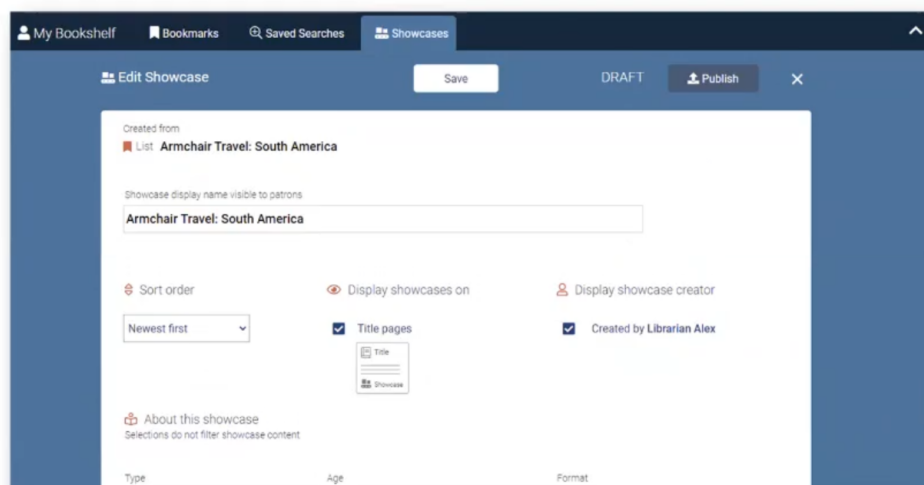 My Bookshelf Bookmarks Saved Searches Showcases
Edit Showcase Save DRAFT Publish
Created from
List Armchair Travel: South America
Showcase display name visible to patrons
Armchair Travel: South America
Sort order Display showcases on Display showcase creator
Newest first Title pages Created by Librarian Alex
Title
Showcase
About this showcase
Selections do not filter showcase content
Type Age Format